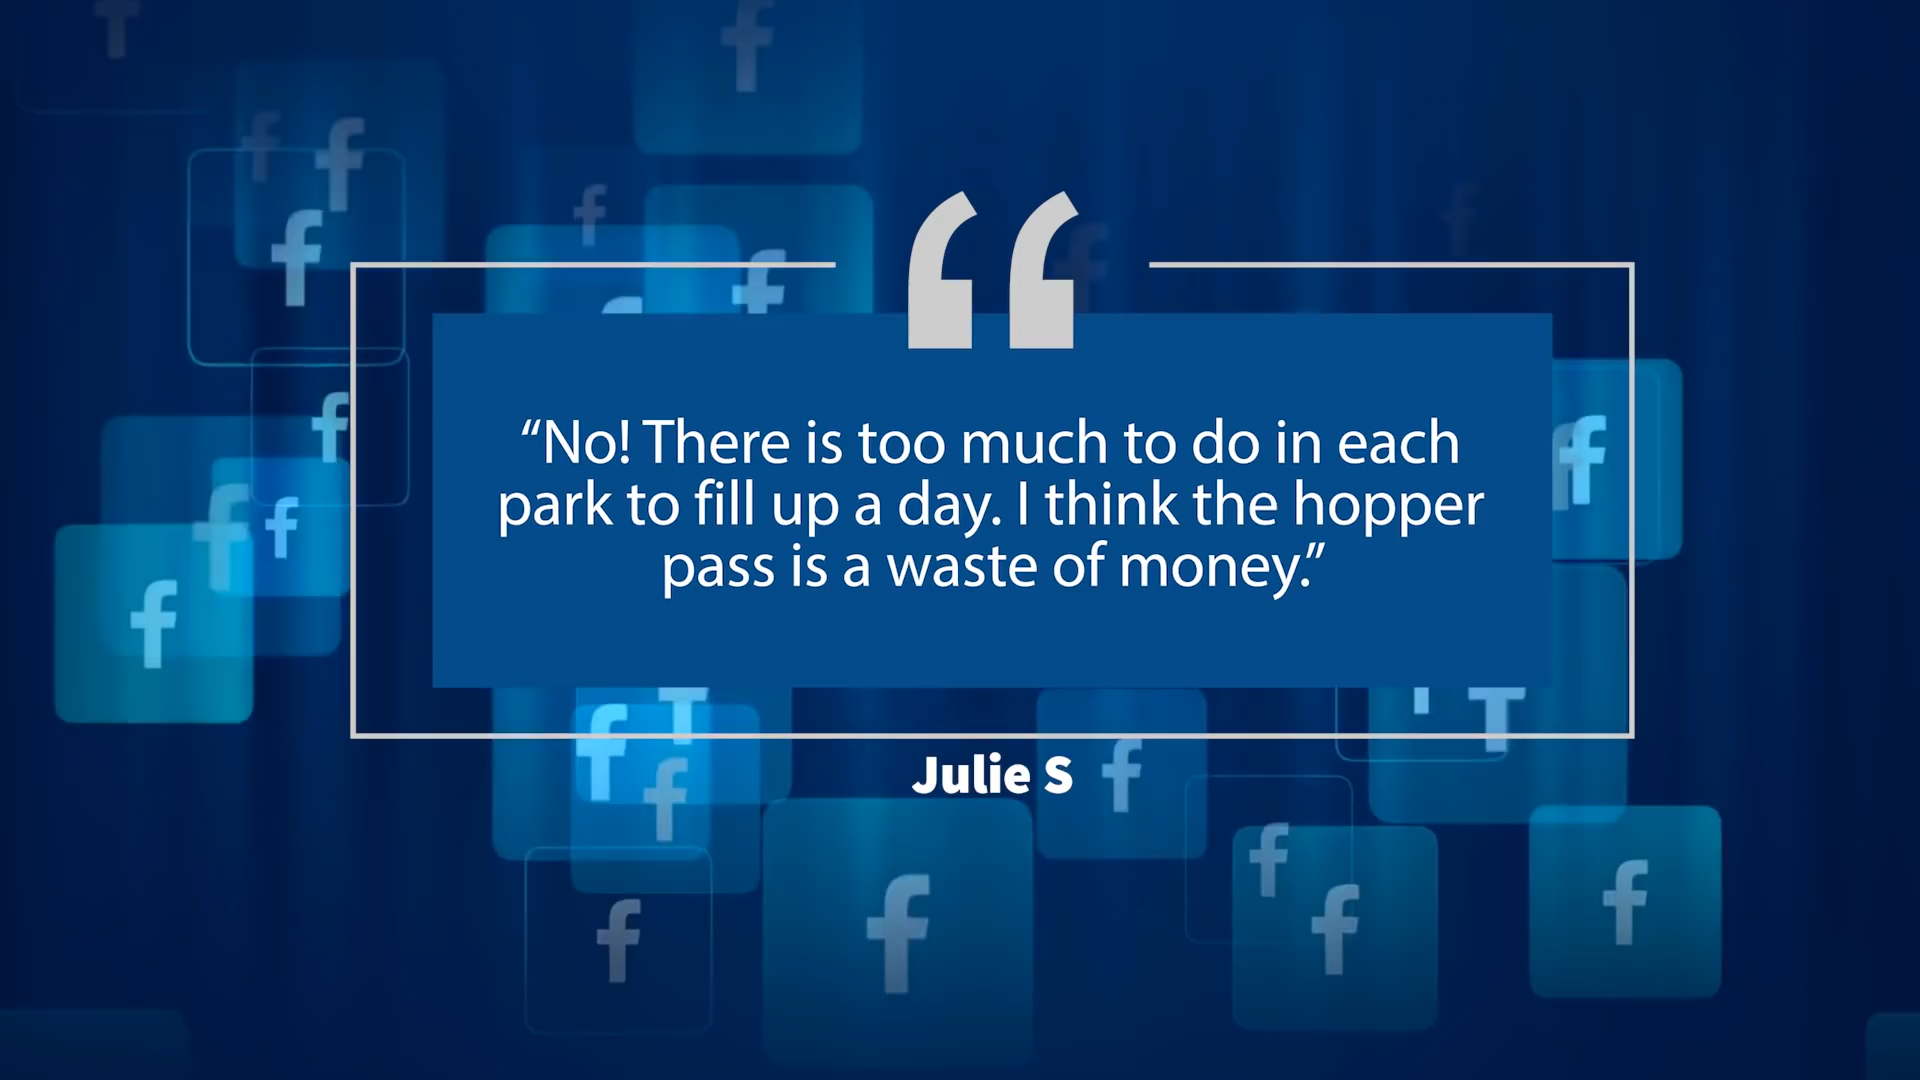 “No! There is too much to do in each
park to fill up a day. I think the hopper
pass is a waste of money.”
Julie S